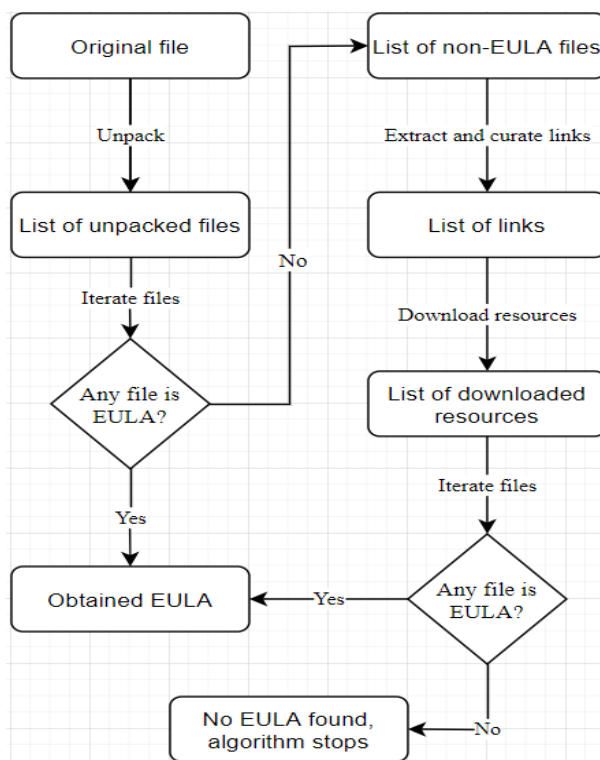 Original file
Unpack
List of unpacked files
Iterate files
Any file is
EULA?
No
Yes
Obtained EULA
List of non-EULA files
Extract and curate links
List of links
Download resources
List of downloaded
resources
Iterate files
Any file is
EULA?
Yes
No
No EULA found,
algorithm stops